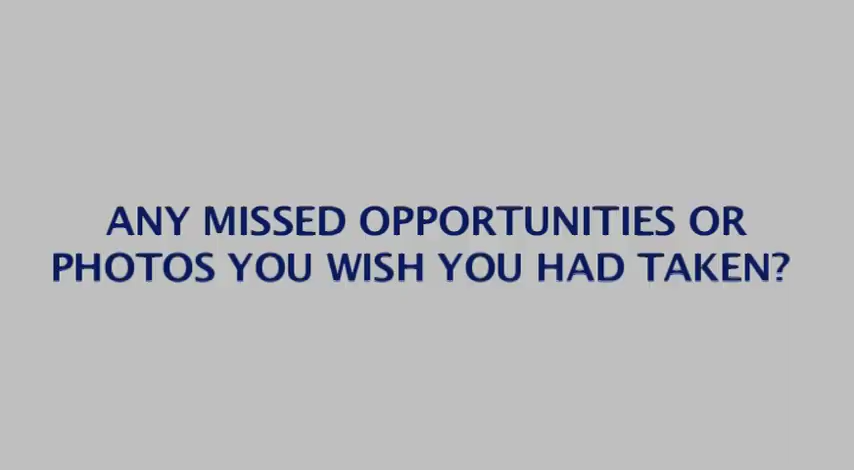 ANY MISSED OPPORTUNITIES OR
PHOTOS YOU WISH YOU HAD TAKEN?